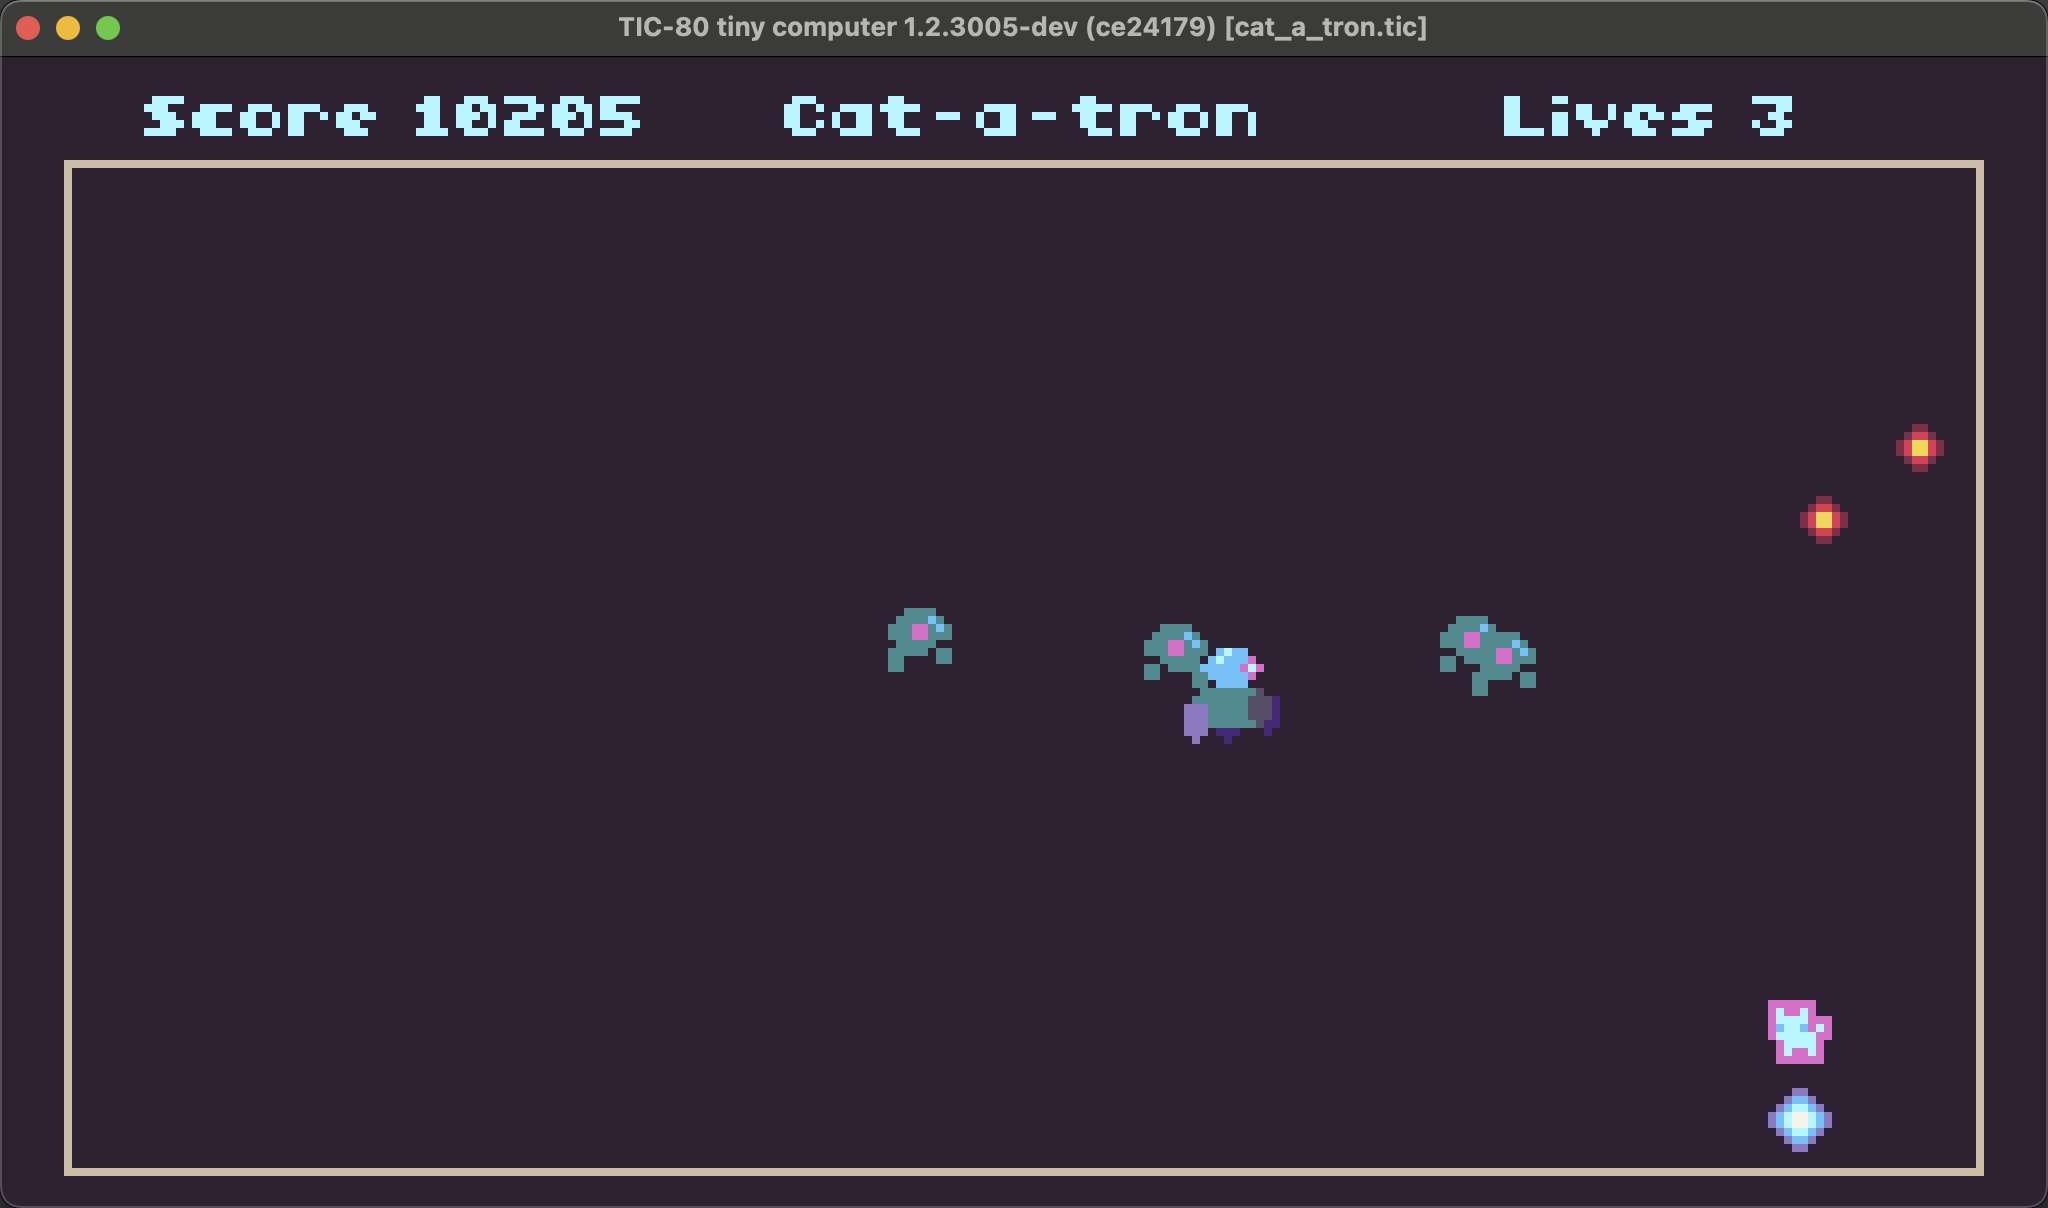 TIC-80 tiny computer 1.2.3005-dev (ce24179) [cat_a_tron.tic]
Score 10205 Cat-a-tron Lives 3